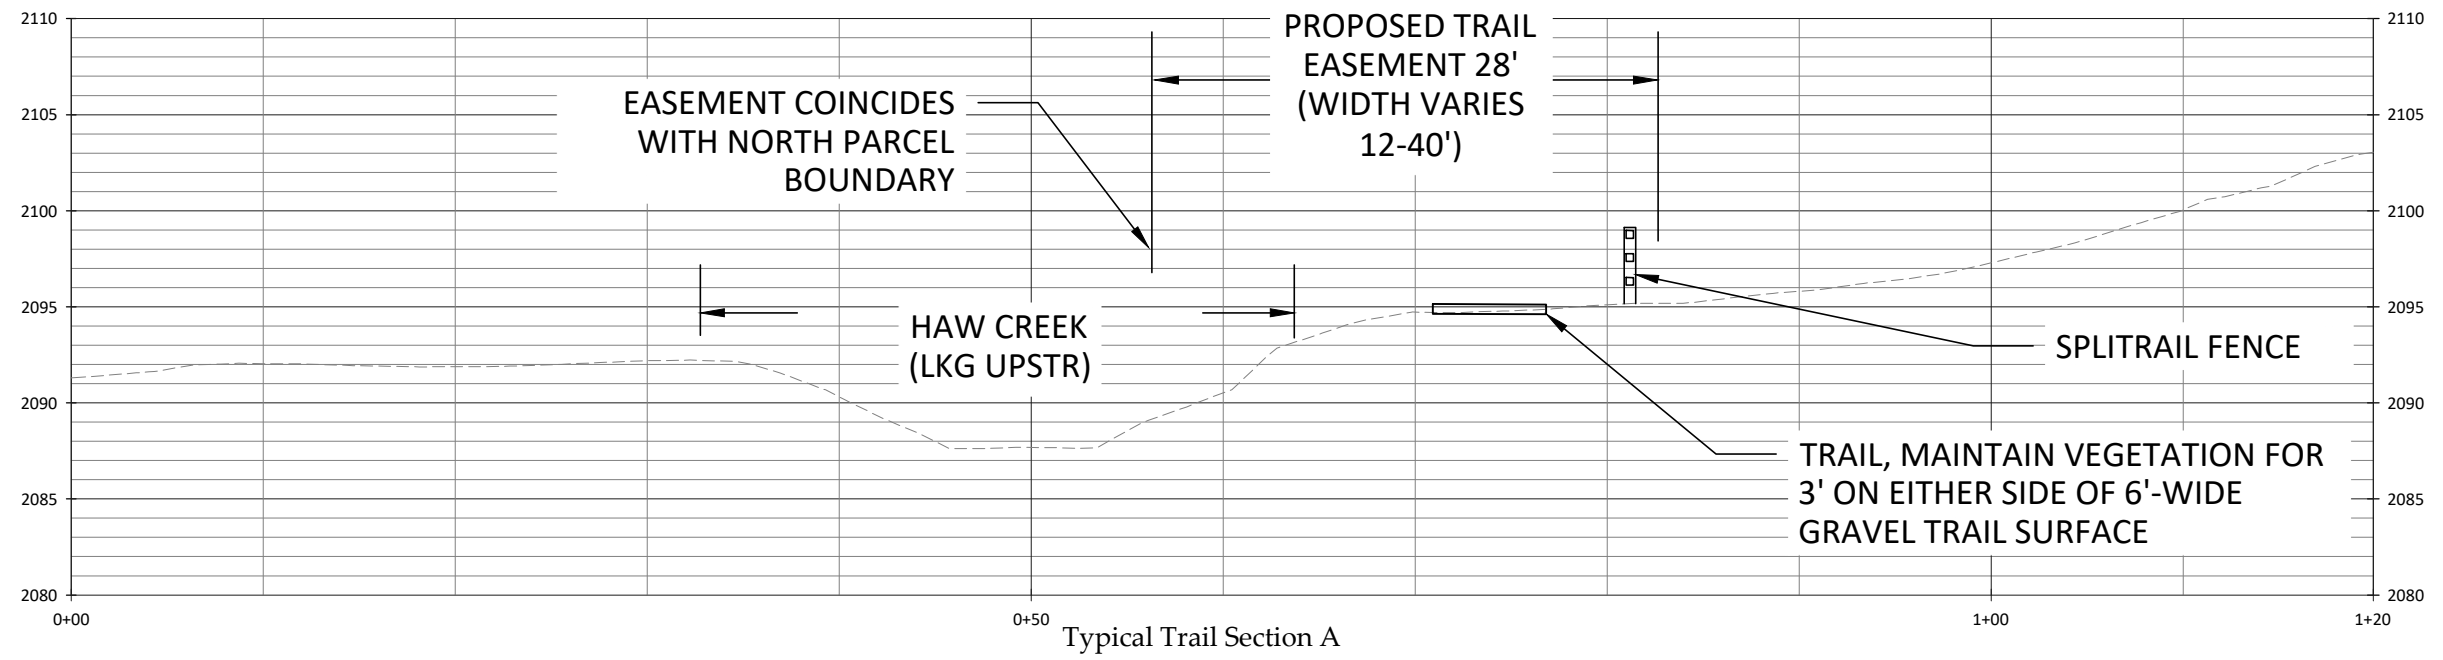 2110
2105
2100
2095
2090
2085
2080
PROPOSED TRAIL
EASEMENT 28'
(WIDTH VARIES
12-40')
EASEMENT COINCIDES
WITH NORTH PARCEL
BOUNDARY
HAW CREEK
(LKG UPSTR)
SPLITRAIL FENCE
TRAIL, MAINTAIN VEGETATION FOR
3' ON EITHER SIDE OF 6'-WIDE
GRAVEL TRAIL SURFACE
2110
2105
2100
2095
2090
2085
2080
0+00 0+50 1+00 1+20
Typical Trail Section A